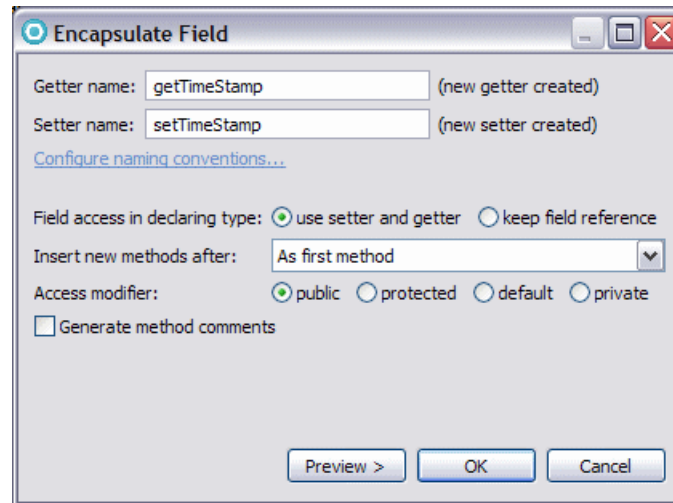 Encapsulate Field
Getter name: getTimeStamp (new getter created)
Setter name: setTimeStamp (new setter created)
Configure naming conventions...
Field access in declaring type: use setter and getter keep field reference
Insert new methods after: As first method
Access modifier: public protected default private
Generate method comments
Preview > OK Cancel